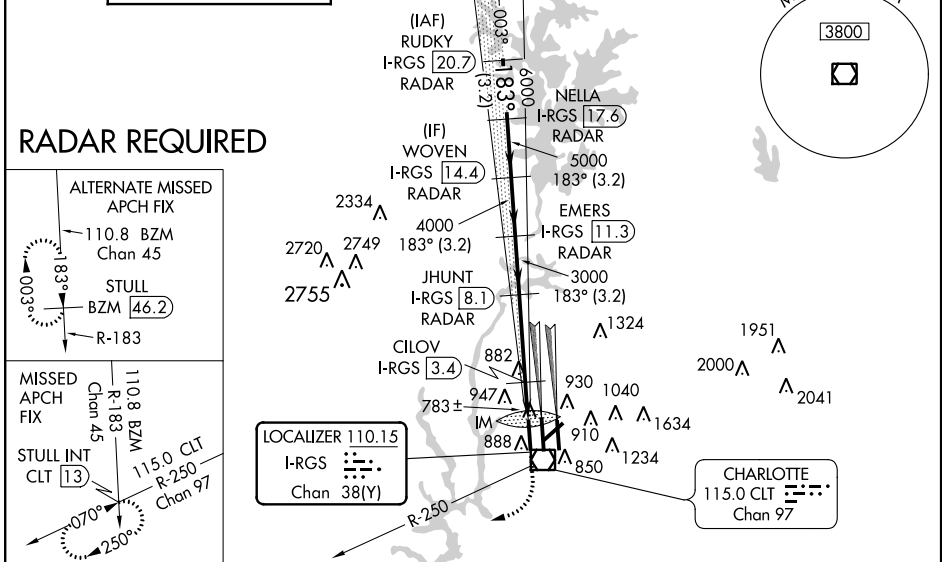 003°
(IAF)
RUDKY
I-RGS 20.7
RADAR
183°
6000
(3.2)
NELLA
I-RGS 17.6
RADAR
3800
RADAR REQUIRED
(IF)
WOVEN
I-RGS 14.4
RADAR
5000
183° (3.2)
4000
183° (3.2)
EMERS
I-RGS 11.3
RADAR
3000
183° (3.2)
JHUNT
I-RGS 8.1
RADAR
CILOV
I-RGS 3.4
2334
2720
2749
2755
1324
1951
2000
2041
882
947
783±
IM
888
930
1040
910
1634
1234
850
ALTERNATE MISSED
APCH FIX
110.8 BZM
Chan 45
183°
003°
STULL
BZM 46.2
R-183
MISSED
APCH
FIX
110.8 BZM
R-183
Chan 45
STULL INT
CLT 13
115.0 CLT
R-250
Chan 97
070°
250°
LOCALIZER 110.15
I-RGS
Chan 38(Y)
R-250
CHARLOTTE
115.0 CLT
Chan 97